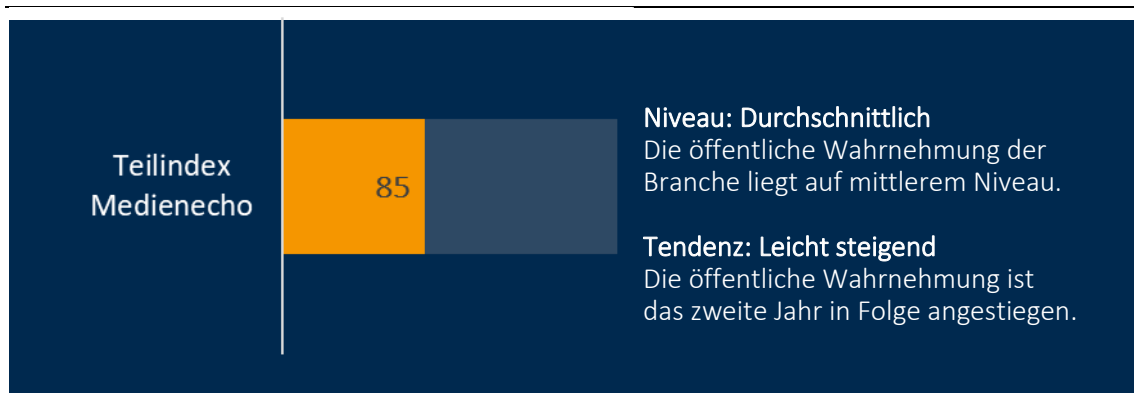 Teilindex
Medienecho
85
Niveau: Durchschnittlich
Die öffentliche Wahrnehmung der
Branche liegt auf mittlerem Niveau.
Tendenz: Leicht steigend
Die öffentliche Wahrnehmung ist
das zweite Jahr in Folge angestiegen.